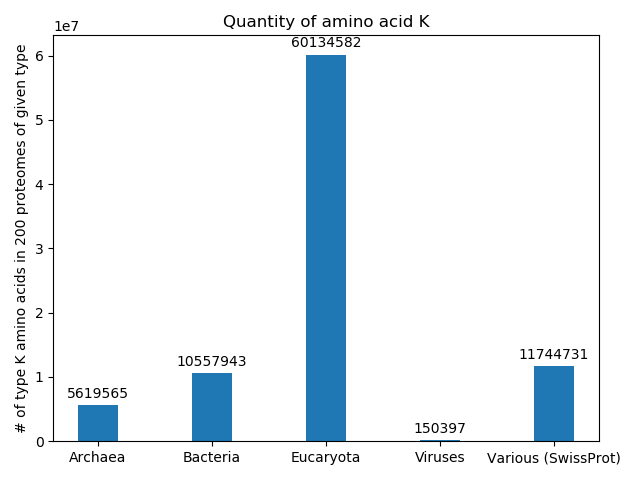 Quantity of amino acid K
1e7
# of type K amino acids in 200 proteomes of given type
6
5
4
3
2
1
0
5619565
10557943
60134582
150397
11744731
Archaea
Bacteria
Eucaryota
Viruses
Various (SwissProt)